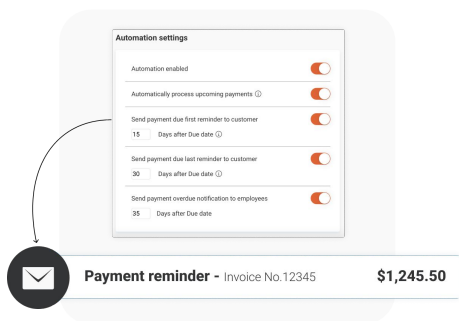 Automation settings
Automation enabled
Automatically process upcoming payments ⓘ
Send payment due first reminder to customer
15 Days after Due date ⓘ
Send payment due last reminder to customer
30 Days after Due date ⓘ
Send payment overdue notification to employees
35 Days after Due date
Payment reminder - Invoice No.12345 $1,245.50